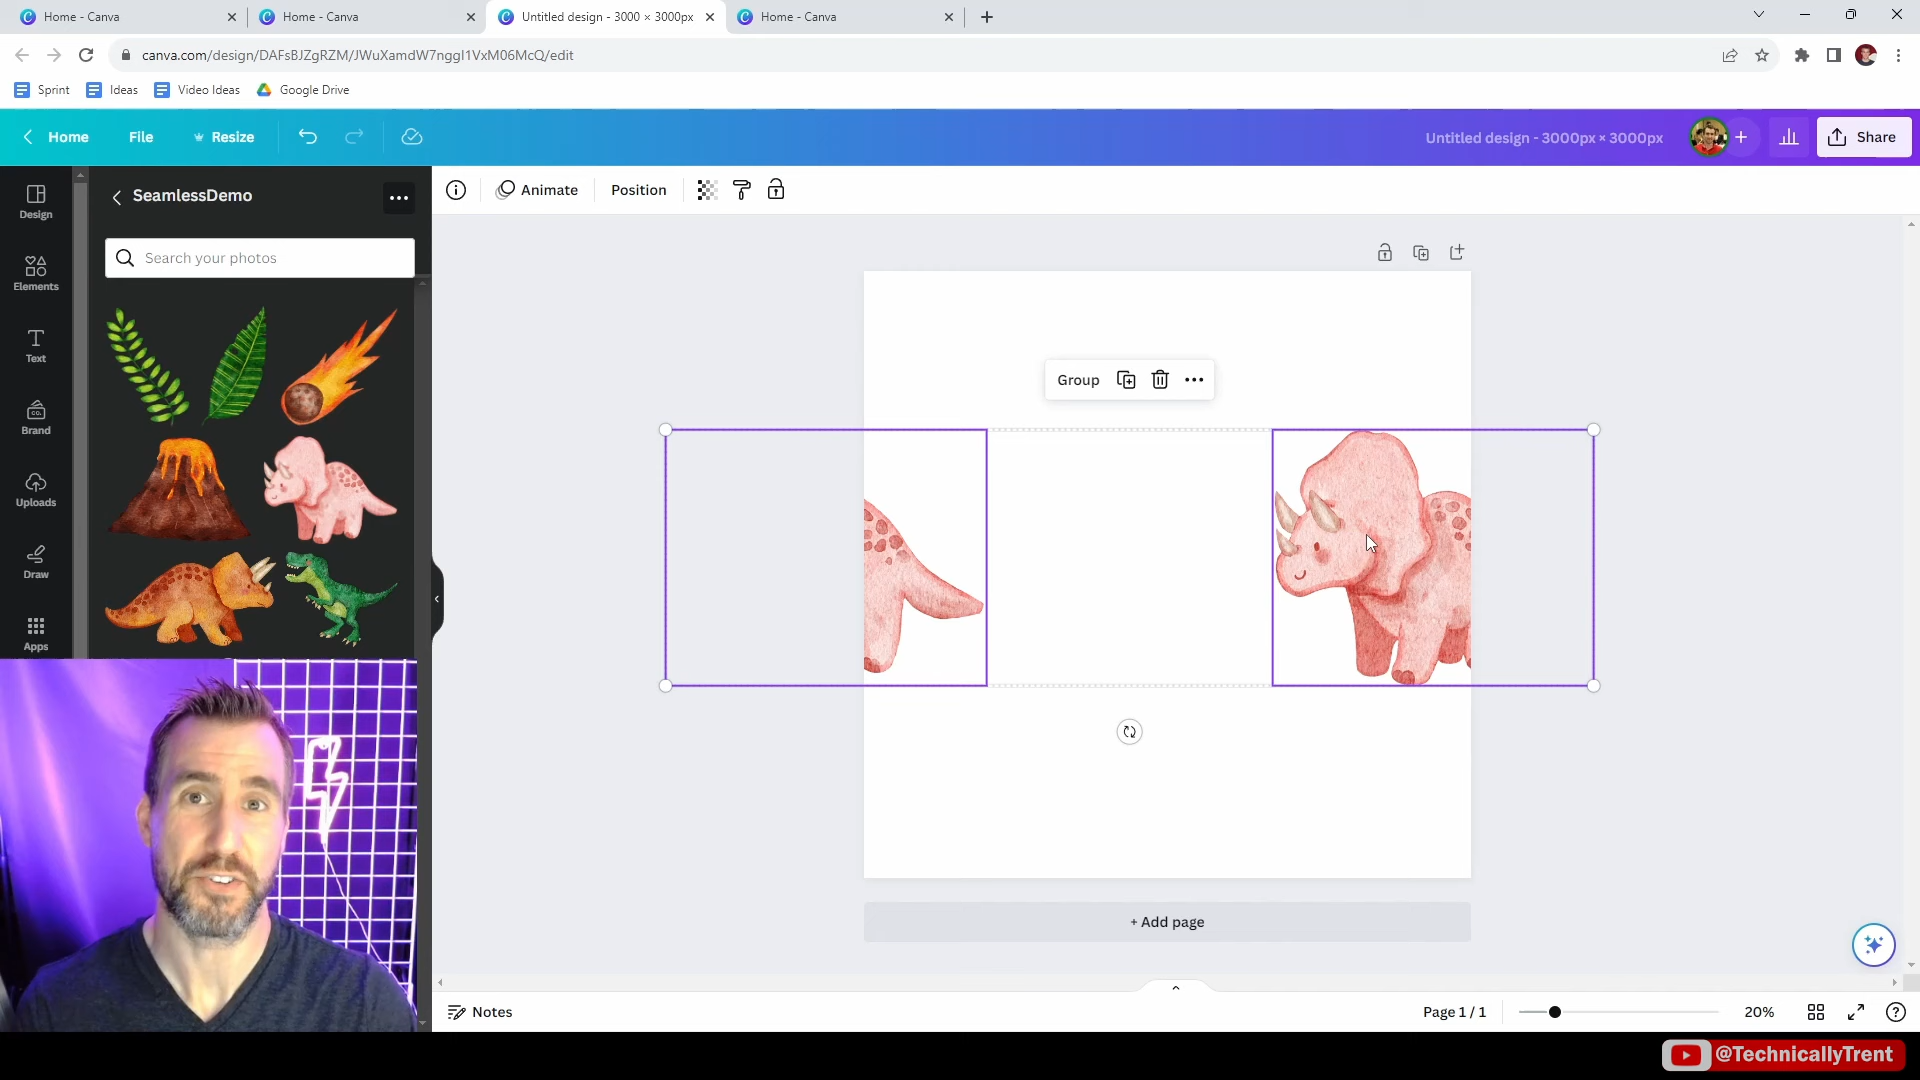 Home - Canva
Home - Canva
Untitled design - 3000 × 3000px
Home - Canva
canva.com/design/DAFsBJZgRZM/JWuXamdW7nggI1VxM06McQ/edit
Sprint
Ideas
Video Ideas
Google Drive
Home
File
Resize
Untitled design - 3000px × 3000px
Share
Design
Elements
Text
Brand
Uploads
Draw
Apps
SeamlessDemo
Search your photos
Animate
Position
Group
+ Add page
Notes
Page 1 / 1
20%
@TechnicallyTrent